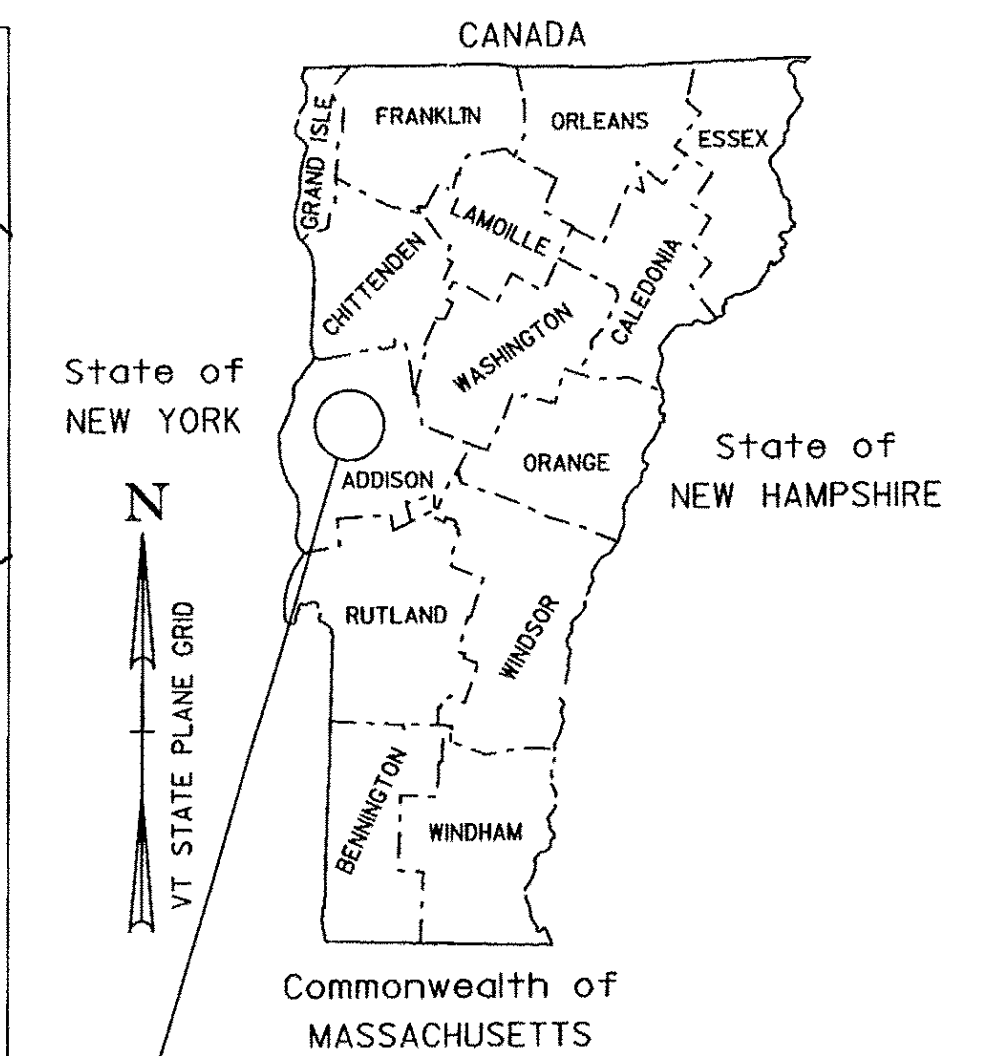 CANADA
GRAND ISLE
FRANKLIN
ORLEANS
ESSEX
LAMOILLE
CHITTENDEN
CALEDONIA
WASHINGTON
State of
NEW YORK
State of
NEW HAMPSHIRE
ORANGE
ADDISON
N
VT STATE PLANE GRID
RUTLAND
WINDSOR
BENNINGTON
WINDHAM
Commonwealth of
MASSACHUSETTS